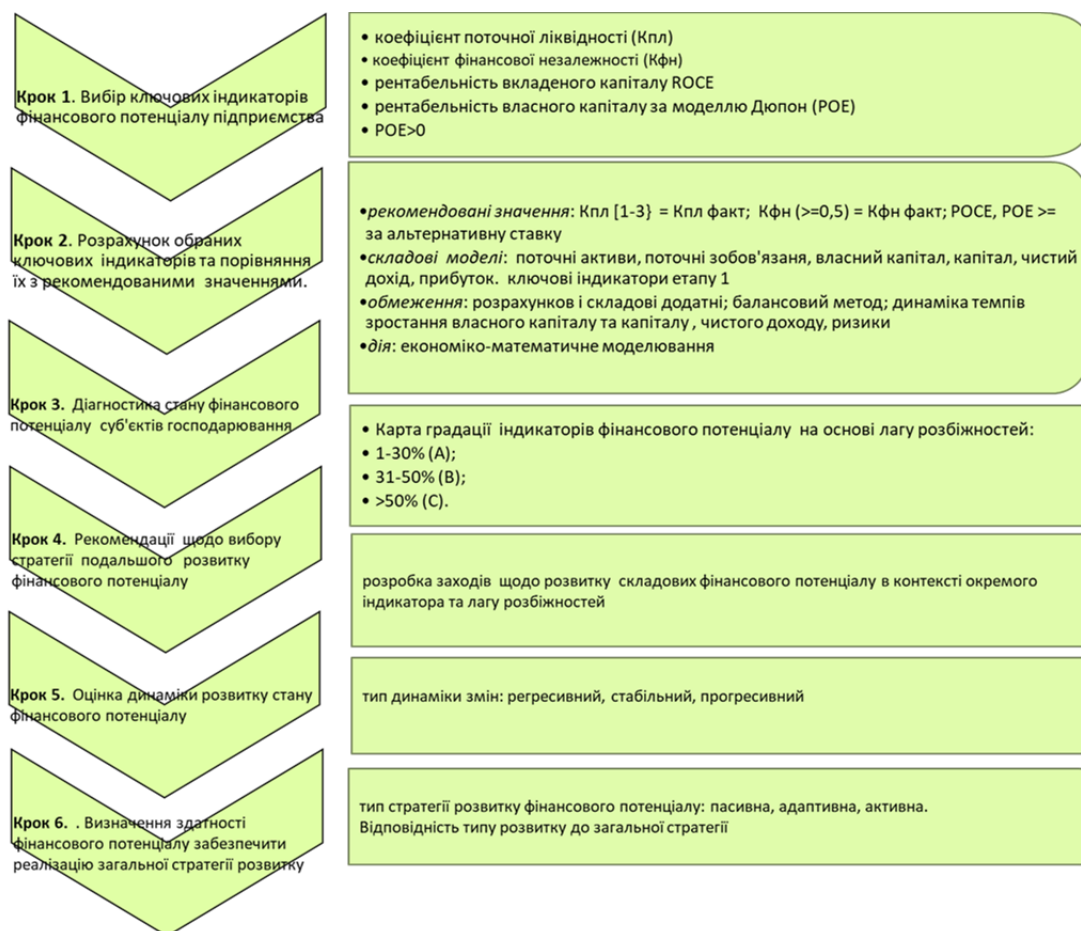 Крок 1. Вибір ключових індикаторів
фінансового потенціалу підприємства
• коефіцієнт поточної ліквідності (Кпл)
• коефіцієнт фінансової незалежності (Кфн)
• рентабельність вкладеного капіталу ROCE
• рентабельність власного капіталу за моделлю Дюпон (РОЕ)
• РОЕ>0
Крок 2. Розрахунок обраних
ключових індикаторів та порівняння
їх з рекомендованими значеннями.
•рекомендовані значення: Кпл [1-3} = Кпл факт; Кфн (>=0,5) = Кфн факт; РОСЕ, РОЕ >=
за альтернативну ставку
•складові моделі: поточні активи, поточні зобов'язаня, власний капітал, капітал, чистий
дохід, прибуток. ключові індикатори етапу 1
•обмеження: розрахунков і складові додатні; балансовий метод; динаміка темпів
зростання власного капіталу та капіталу , чистого доходу, ризики
•дія: економіко-математичне моделювання
Крок 3. Діагностика стану фінансового
потенціалу суб'єктів господарювання
• Карта градації індикаторів фінансового потенціалу на основі лагу розбіжностей:
• 1-30% (А);
• 31-50% (В);
• >50% (С).
Крок 4. Рекомендації щодо вибору
стратегії подальшого розвитку
фінансового потенціалу
розробка заходів щодо розвитку складових фінансового потенціалу в контексті окремого
індикатора та лагу розбіжностей
Крок 5. Оцінка динаміки розвитку стану
фінансового потенціалу
тип динаміки змін: регресивний, стабільний, прогресивний
Крок 6. . Визначення здатності
фінансового потенціалу забезпечити
реалізацію загальної стратегії розвитку
тип стратегії розвитку фінансового потенціалу: пасивна, адаптивна, активна.
Відповідність типу розвитку до загальної стратегії